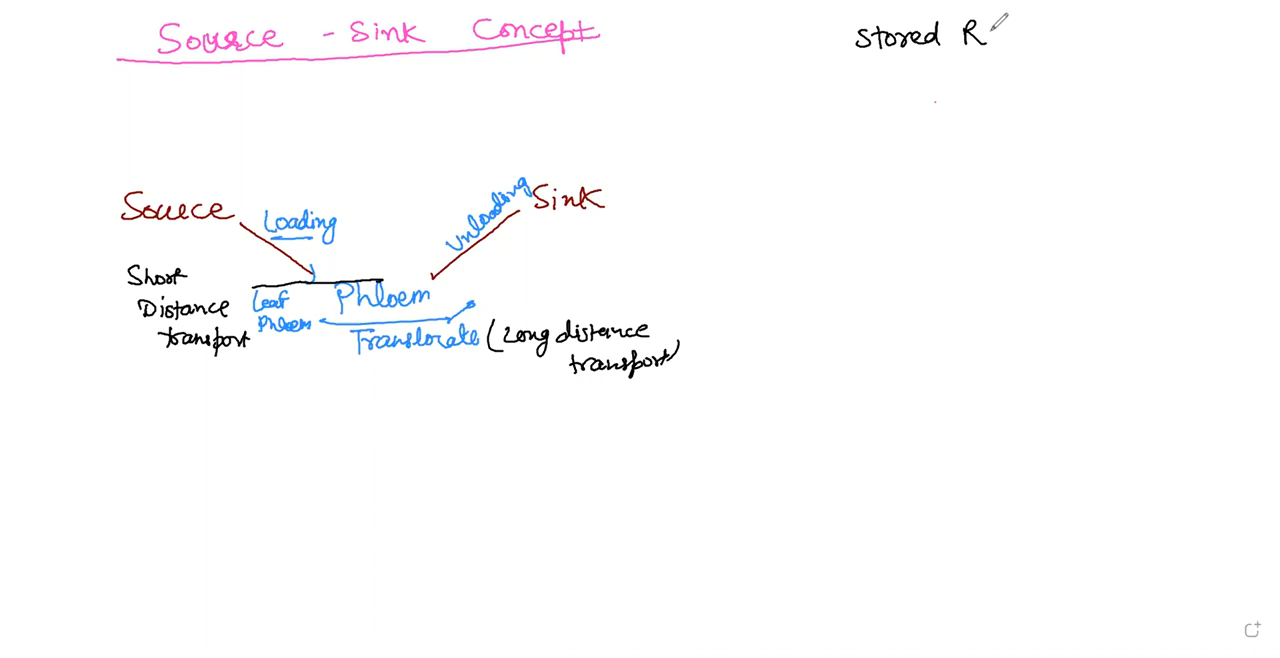 Source - Sink Concept
stored R
Source
Loading
Unloading
Sink
Short
Distance
transport
Leaf
Phloem
Phloem
Translocate (Long distance
transport)